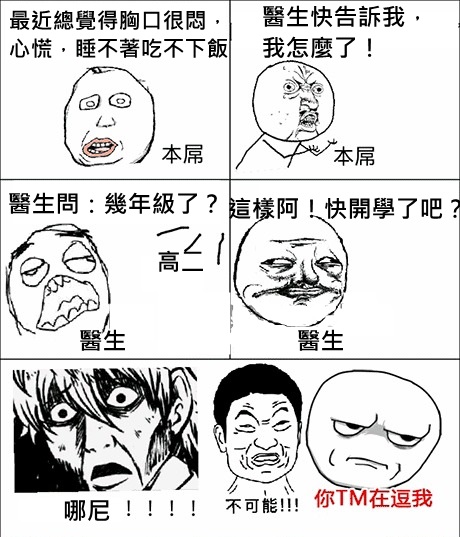 最近總覺得胸口很悶，
心慌，睡不著吃不下飯
本屌
醫生快告訴我，
我怎麼了！
本屌
醫生問：幾年級了？
高二
醫生
這樣阿！快開學了吧？
醫生
哪尼！！！！
不可能!!!
你TM在逗我